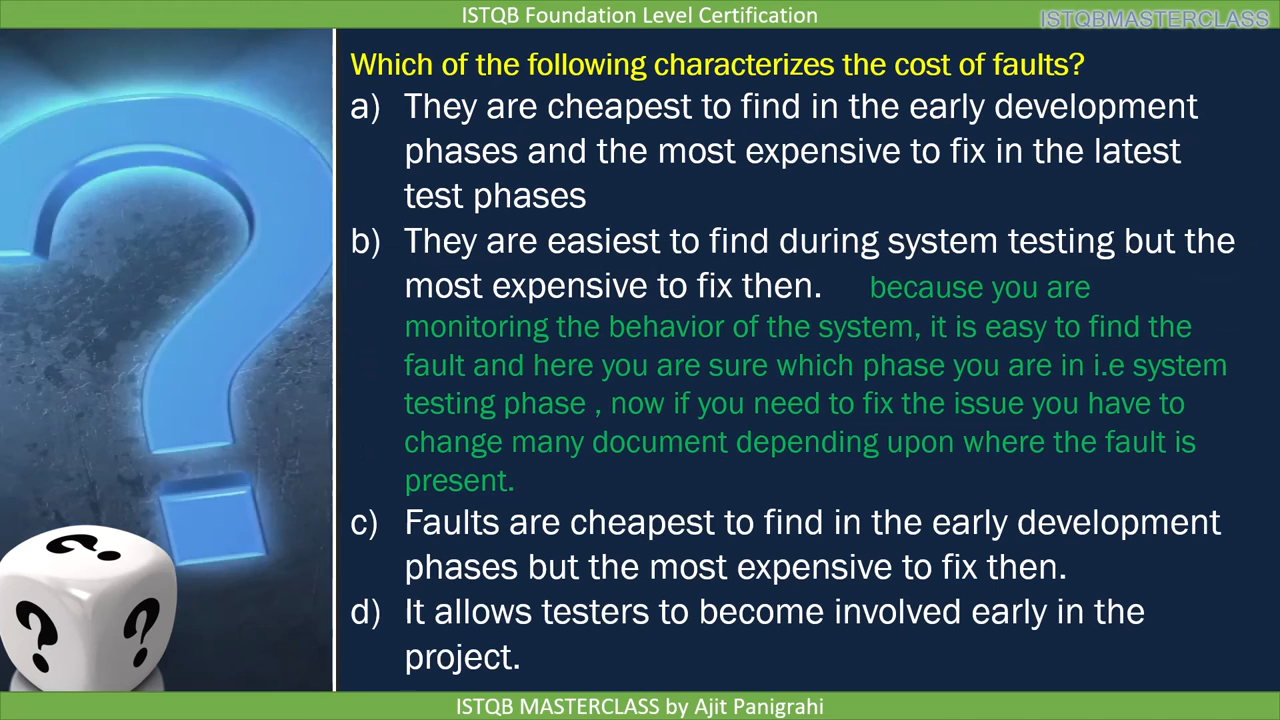 ISTQB Foundation Level Certification
ISTQBMASTERCLASS
Which of the following characterizes the cost of faults?
a) They are cheapest to find in the early development
phases and the most expensive to fix in the latest
test phases
b) They are easiest to find during system testing but the
most expensive to fix then. because you are
monitoring the behavior of the system, it is easy to find the
fault and here you are sure which phase you are in i.e system
testing phase , now if you need to fix the issue you have to
change many document depending upon where the fault is
present.
c) Faults are cheapest to find in the early development
phases but the most expensive to fix then.
d) It allows testers to become involved early in the
project.
ISTQB MASTERCLASS by Ajit Panigrahi